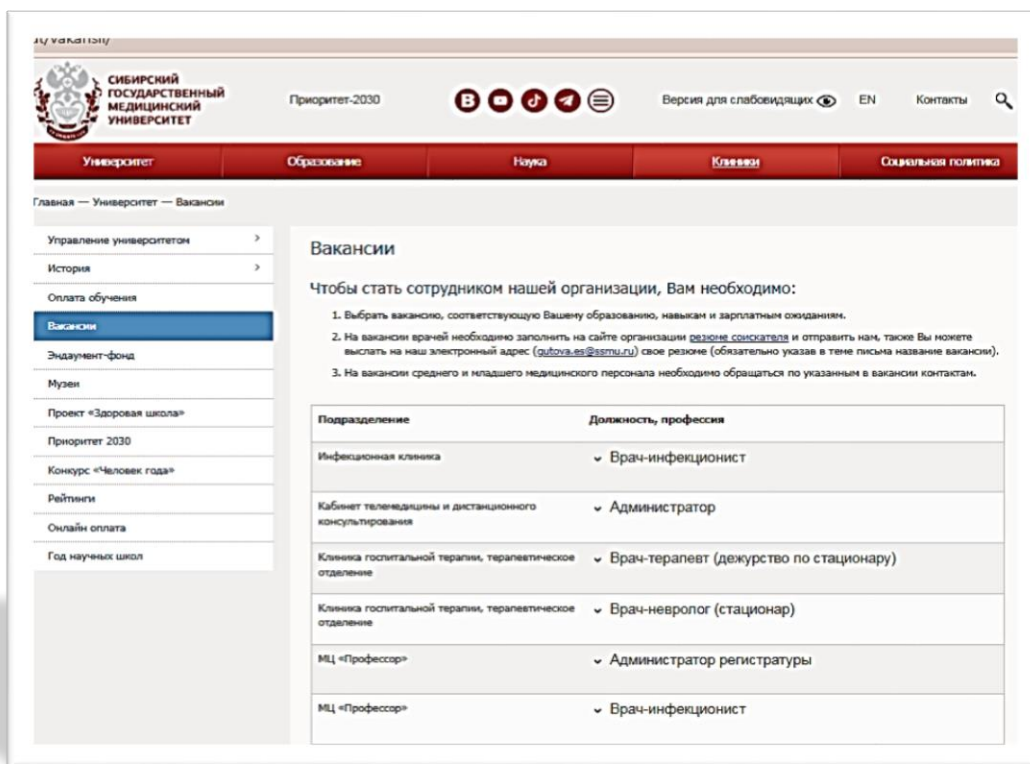 СИБИРСКИЙ
ГОСУДАРСТВЕННЫЙ
МЕДИЦИНСКИЙ
УНИВЕРСИТЕТ
Приоритет-2030
Версия для слабовидящих
EN
Контакты
Университет
Образование
Наука
Клиники
Социальная политика
Главная — Университет — Вакансии
Управление университетом
История
Оплата обучения
Вакансии
Эндаумент-фонд
Музеи
Проект «Здоровая школа»
Приоритет 2030
Конкурс «Человек года»
Рейтинги
Онлайн оплата
Год научных школ
Вакансии
Чтобы стать сотрудником нашей организации, Вам необходимо:
1. Выбрать вакансию, соответствующую Вашему образованию, навыкам и зарплатным ожиданиям.
2. На вакансии врачей необходимо заполнить на сайте организации резюме соискателя и отправить нам, также Вы можете
выслать на наш электронный адрес (gutova.es@ssmu.ru) свое резюме (обязательно указав в теме письма название вакансии).
3. На вакансии среднего и младшего медицинского персонала необходимо обращаться по указанным в вакансии контактам.
Подразделение
Должность, профессия
Инфекционная клиника
Врач-инфекционист
Кабинет телемедицины и дистанционного
консультирования
Администратор
Клиника госпитальной терапии, терапевтическое
отделение
Врач-терапевт (дежурство по стационару)
Клиника госпитальной терапии, терапевтическое
отделение
Врач-невролог (стационар)
МЦ «Профессор»
Администратор регистратуры
МЦ «Профессор»
Врач-инфекционист